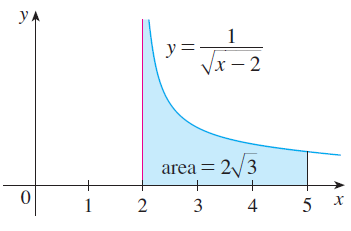 y
y = 1/√(x − 2)
area = 2√3
0 1 2 3 4 5 x